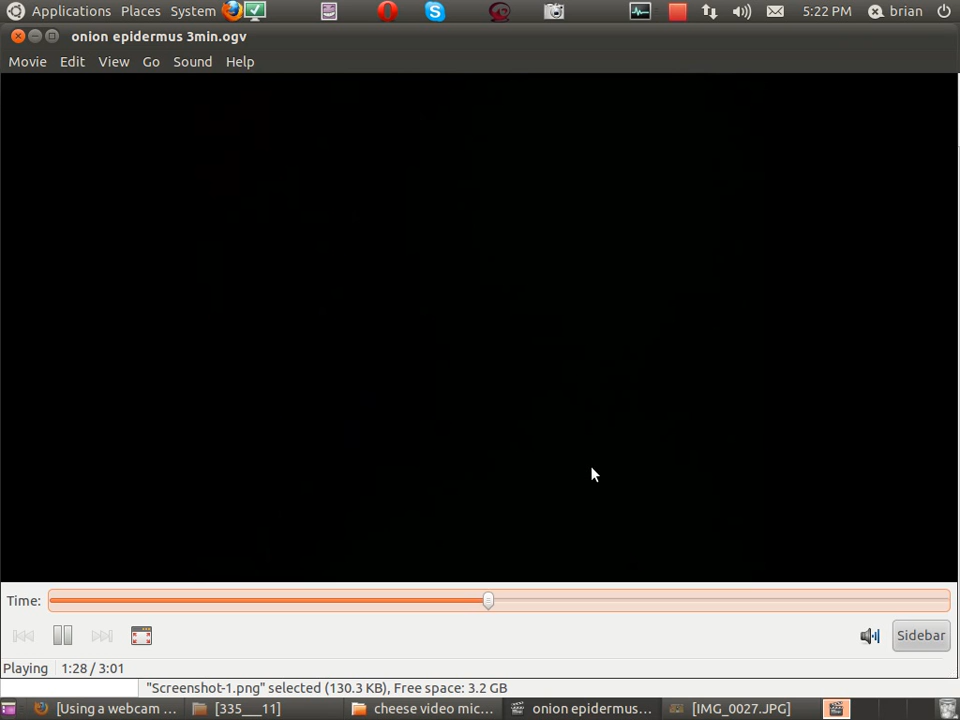 Applications Places System 5:22 PM brian
onion epidermus 3min.ogv
Movie Edit View Go Sound Help
Time:
Sidebar
Playing 1:28 / 3:01
"Screenshot-1.png" selected (130.3 KB), Free space: 3.2 GB
[Using a webcam ... [335___11] cheese video mic... onion epidermus... [IMG_0027.JPG]